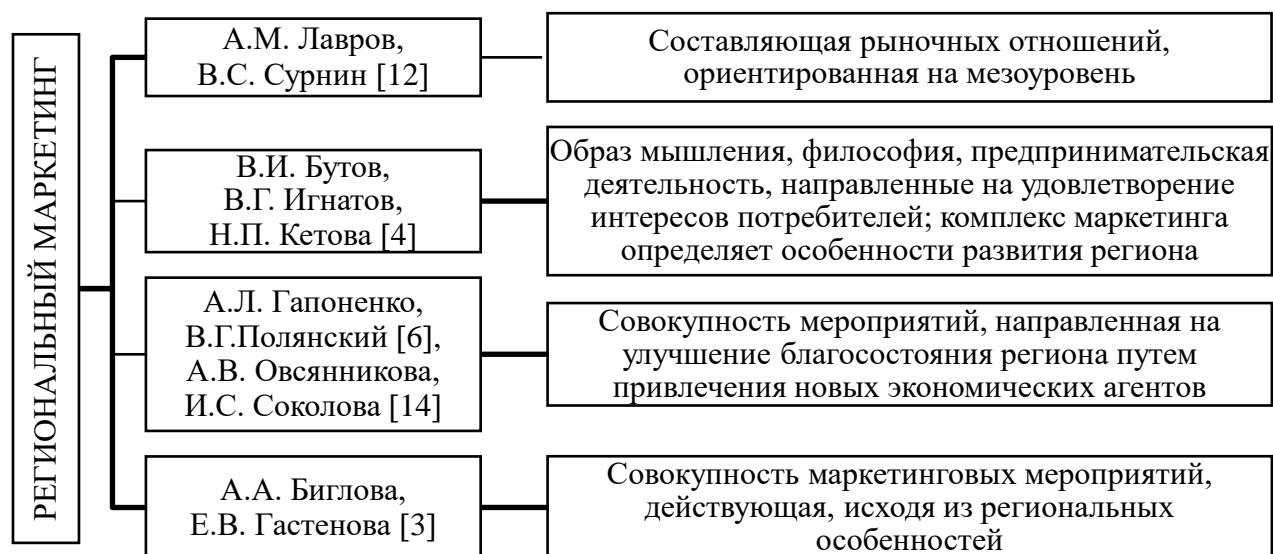 РЕГИОНАЛЬНЫЙ МАРКЕТИНГ
А.М. Лавров,
В.С. Сурнин [12]
Составляющая рыночных отношений,
ориентированная на мезоуровень
В.И. Бутов,
В.Г. Игнатов,
Н.П. Кетова [4]
Образ мышления, философия, предпринимательская
деятельность, направленные на удовлетворение
интересов потребителей; комплекс маркетинга
определяет особенности развития региона
А.Л. Гапоненко,
В.Г.Полянский [6],
А.В. Овсянникова,
И.С. Соколова [14]
Совокупность мероприятий, направленная на
улучшение благосостояния региона путем
привлечения новых экономических агентов
А.А. Биглова,
Е.В. Гастенова [3]
Совокупность маркетинговых мероприятий,
действующая, исходя из региональных
особенностей